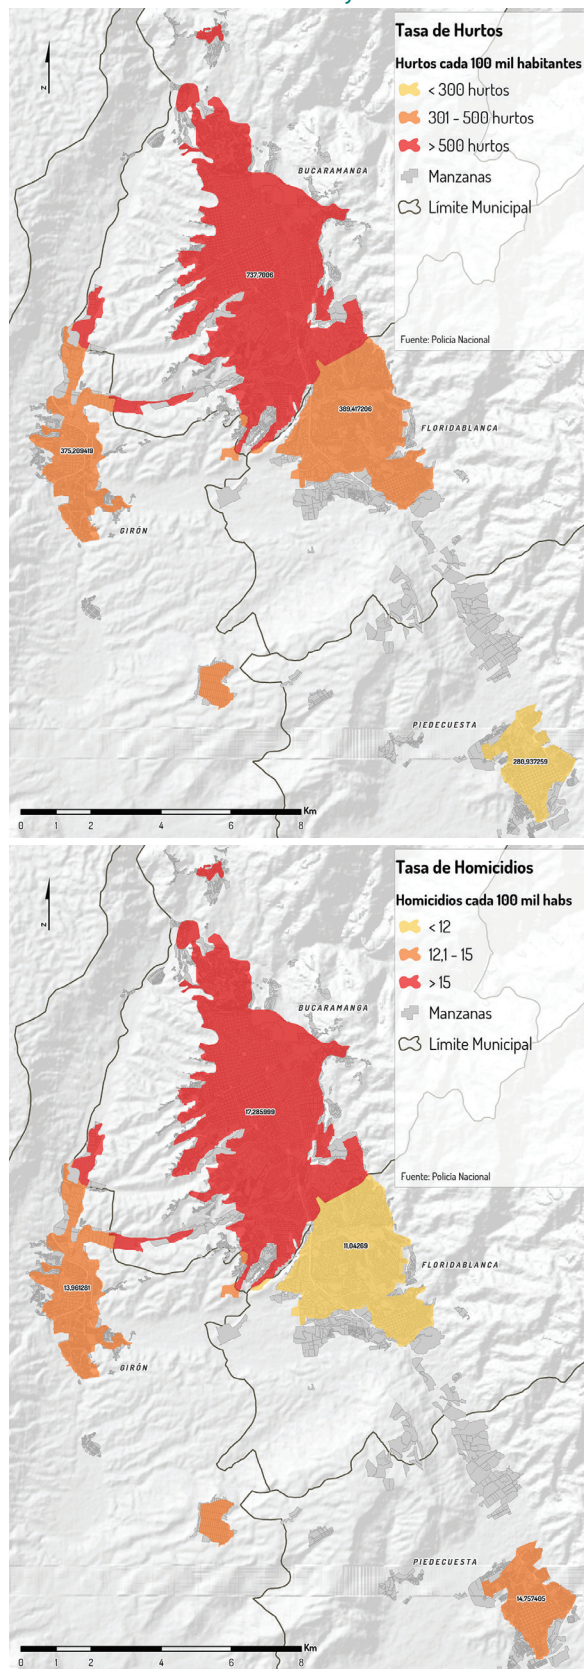 Tasa de Hurtos
Hurtos cada 100 mil habitantes
< 300 hurtos
301 - 500 hurtos
> 500 hurtos
Manzanas
Límite Municipal
Fuente: Policía Nacional
N
BUCARAMANGA
737,7006
389,417206
FLORIDABLANCA
375,209419
GIRÓN
PIEDECUESTA
280,937259
Km
0 1 2 4 6 8
Tasa de Homicidios
Homicidios cada 100 mil habs
< 12
12,1 - 15
> 15
Manzanas
Límite Municipal
Fuente: Policía Nacional
N
BUCARAMANGA
17,285999
11,04269
FLORIDABLANCA
13,961281
GIRÓN
PIEDECUESTA
14,757405
Km
0 1 2 4 6 8